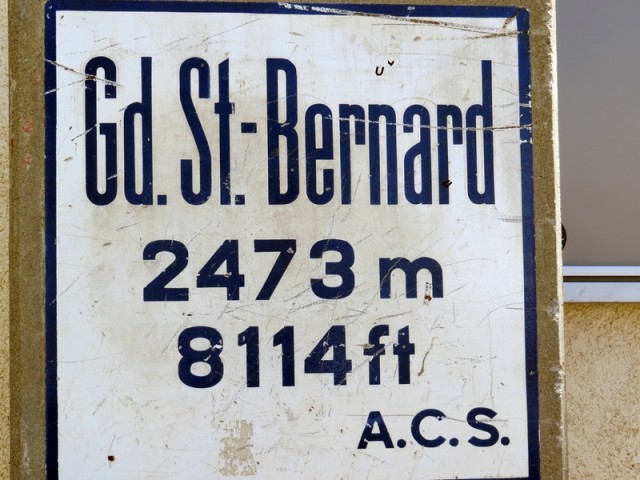 Gd. St.-Bernard
2473 m
8114 ft
A.C.S.